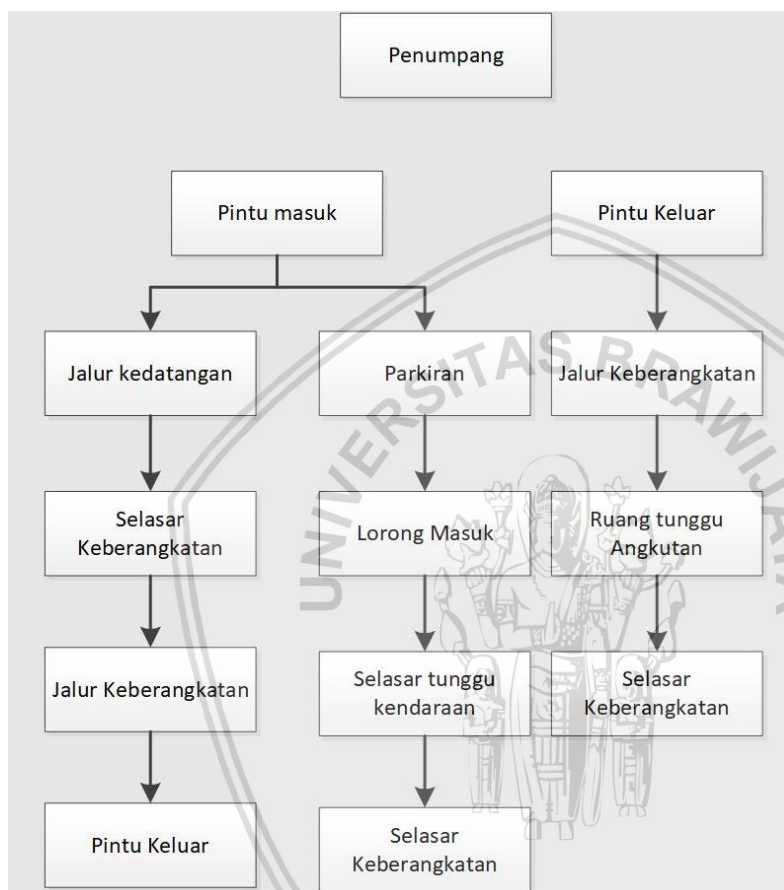 Penumpang
Pintu masuk
Pintu Keluar
Jalur kedatangan
Parkiran
Jalur Keberangkatan
Selasar
Keberangkatan
Lorong Masuk
Ruang tunggu
Angkutan
Jalur Keberangkatan
Selasar tunggu
kendaraan
Selasar
Keberangkatan
Pintu Keluar
Selasar
Keberangkatan
UNIVERSITAS BRAWIJAYA